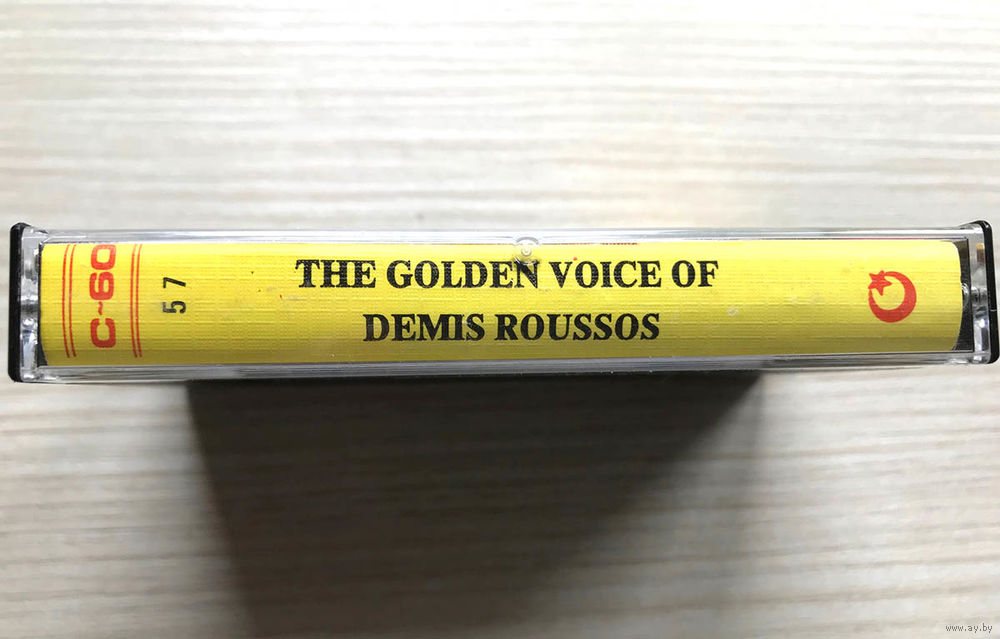 C-60
57
THE GOLDEN VOICE OF
DEMIS ROUSSOS
www.ay.by